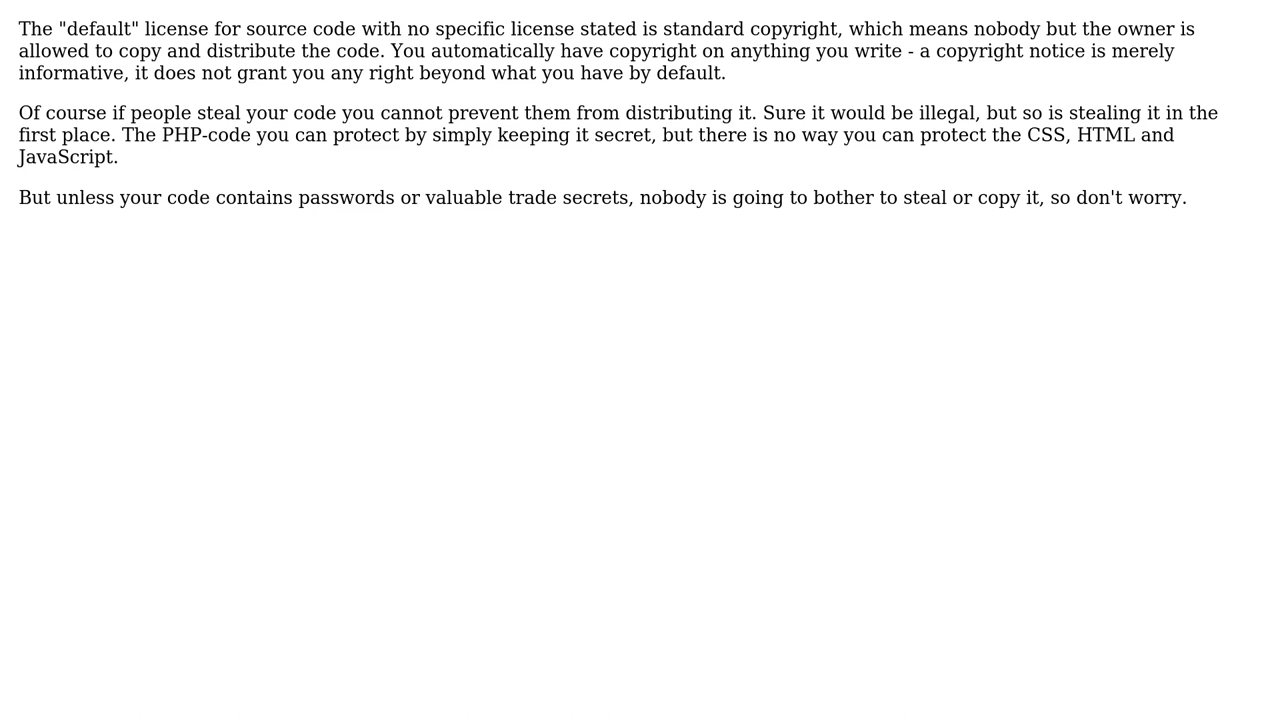 The "default" license for source code with no specific license stated is standard copyright, which means nobody but the owner is
allowed to copy and distribute the code. You automatically have copyright on anything you write - a copyright notice is merely
informative, it does not grant you any right beyond what you have by default.
Of course if people steal your code you cannot prevent them from distributing it. Sure it would be illegal, but so is stealing it in the
first place. The PHP-code you can protect by simply keeping it secret, but there is no way you can protect the CSS, HTML and
JavaScript.
But unless your code contains passwords or valuable trade secrets, nobody is going to bother to steal or copy it, so don't worry.